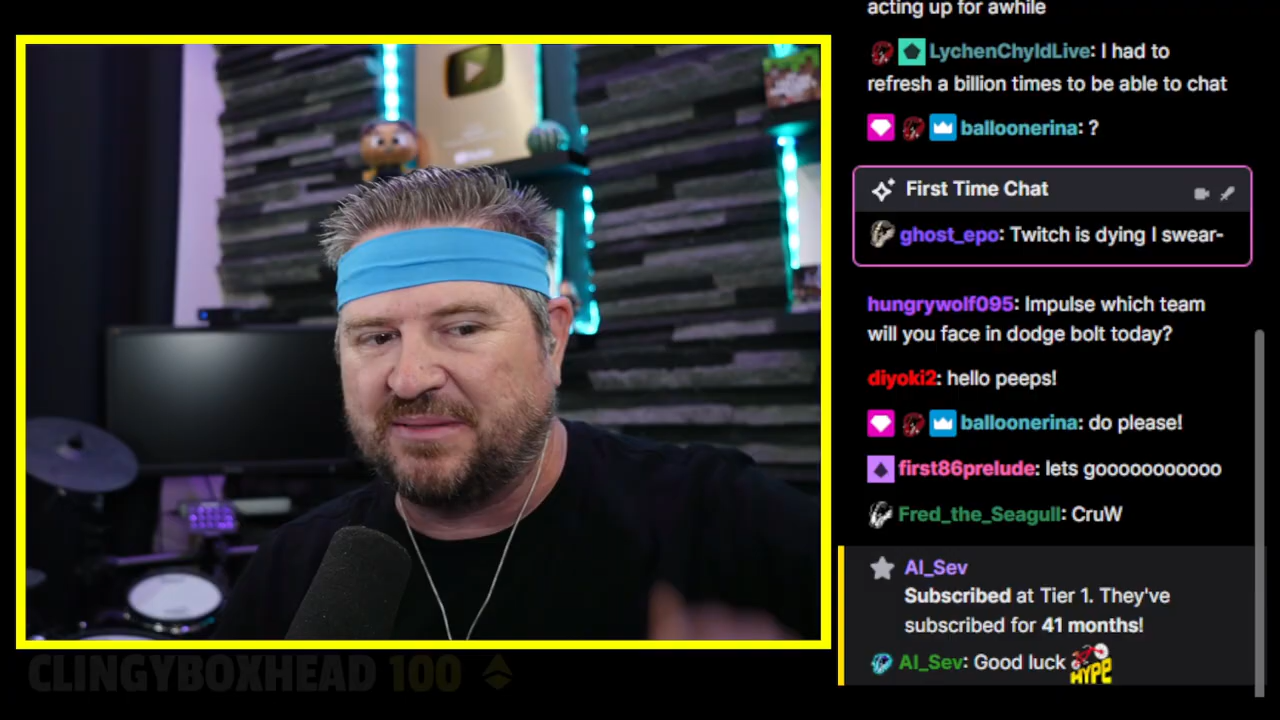 acting up for awhile
LychenChyldLive: I had to
refresh a billion times to be able to chat
balloonerina: ?
First Time Chat
ghost_epo: Twitch is dying I swear-
hungrywolf095: Impulse which team
will you face in dodge bolt today?
diyoki2: hello peeps!
balloonerina: do please!
first86prelude: lets gooooooooooo
Fred_the_Seagull: CruW
AI_Sev
Subscribed at Tier 1. They've
subscribed for 41 months!
AI_Sev: Good luck HYPE
CLINGYBOXHEAD 100